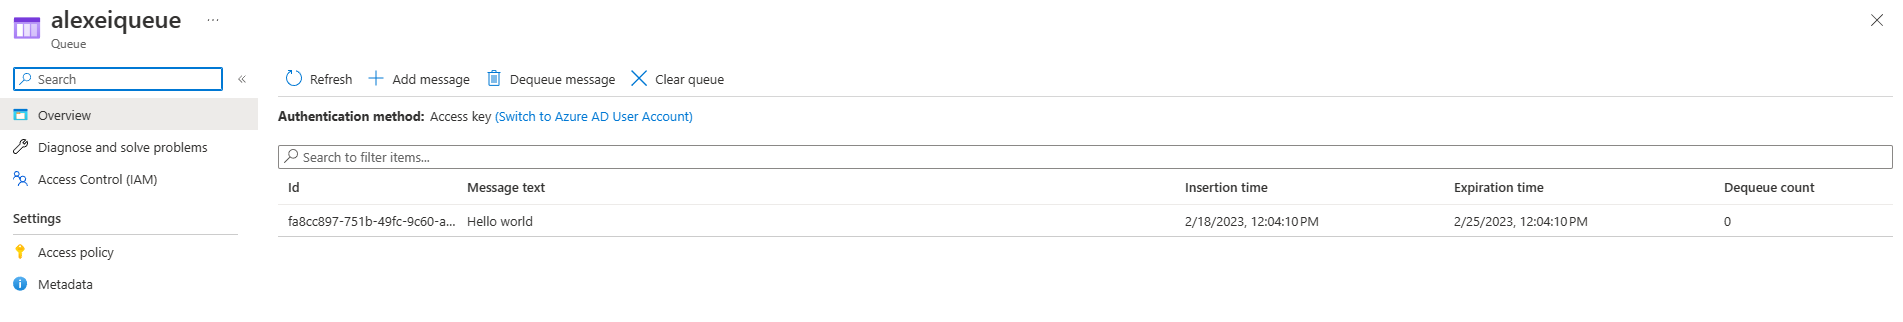 alexeiqueue ...
Queue
Search «
Refresh Add message Dequeue message Clear queue
Overview
Authentication method: Access key (Switch to Azure AD User Account)
Diagnose and solve problems
Search to filter items...
Access Control (IAM)
Id Message text Insertion time Expiration time Dequeue count
Settings
fa8cc897-751b-49fc-9c60-a... Hello world 2/18/2023, 12:04:10 PM 2/25/2023, 12:04:10 PM 0
Access policy
Metadata